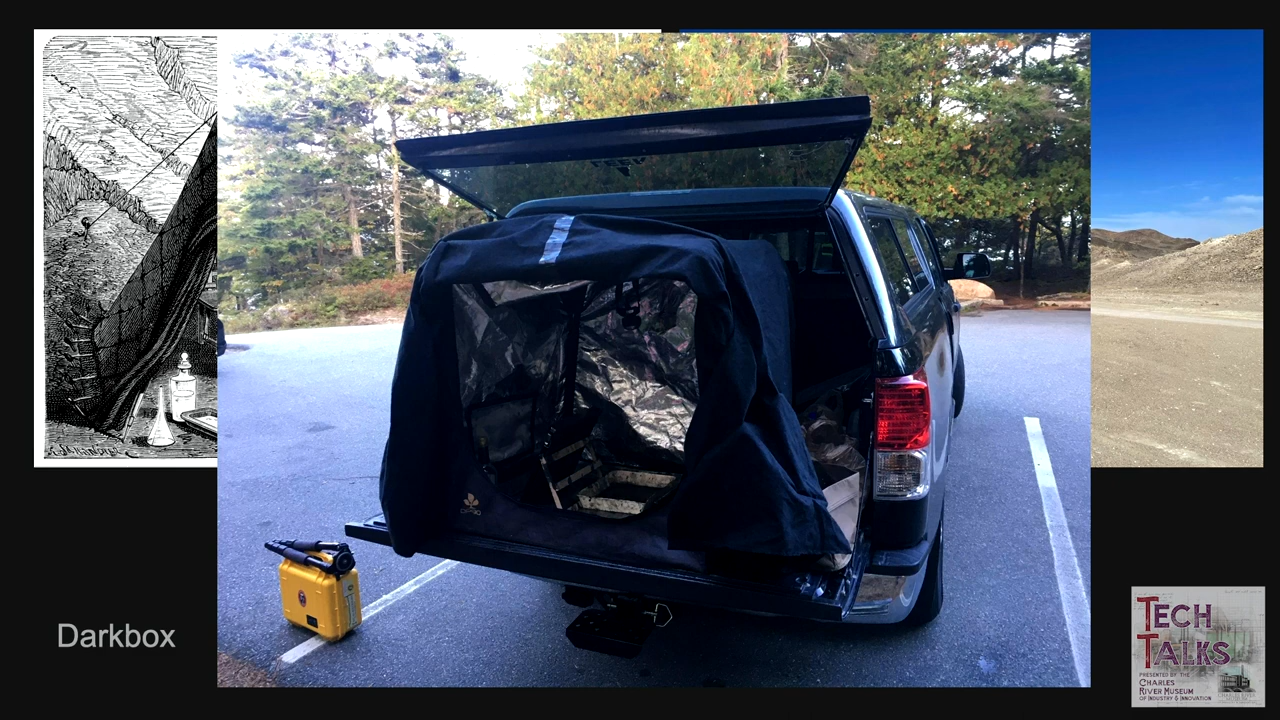 Darkbox
TECH
TALKS
PRESENTED BY THE
CHARLES
RIVER MUSEUM
OF INDUSTRY & INNOVATION